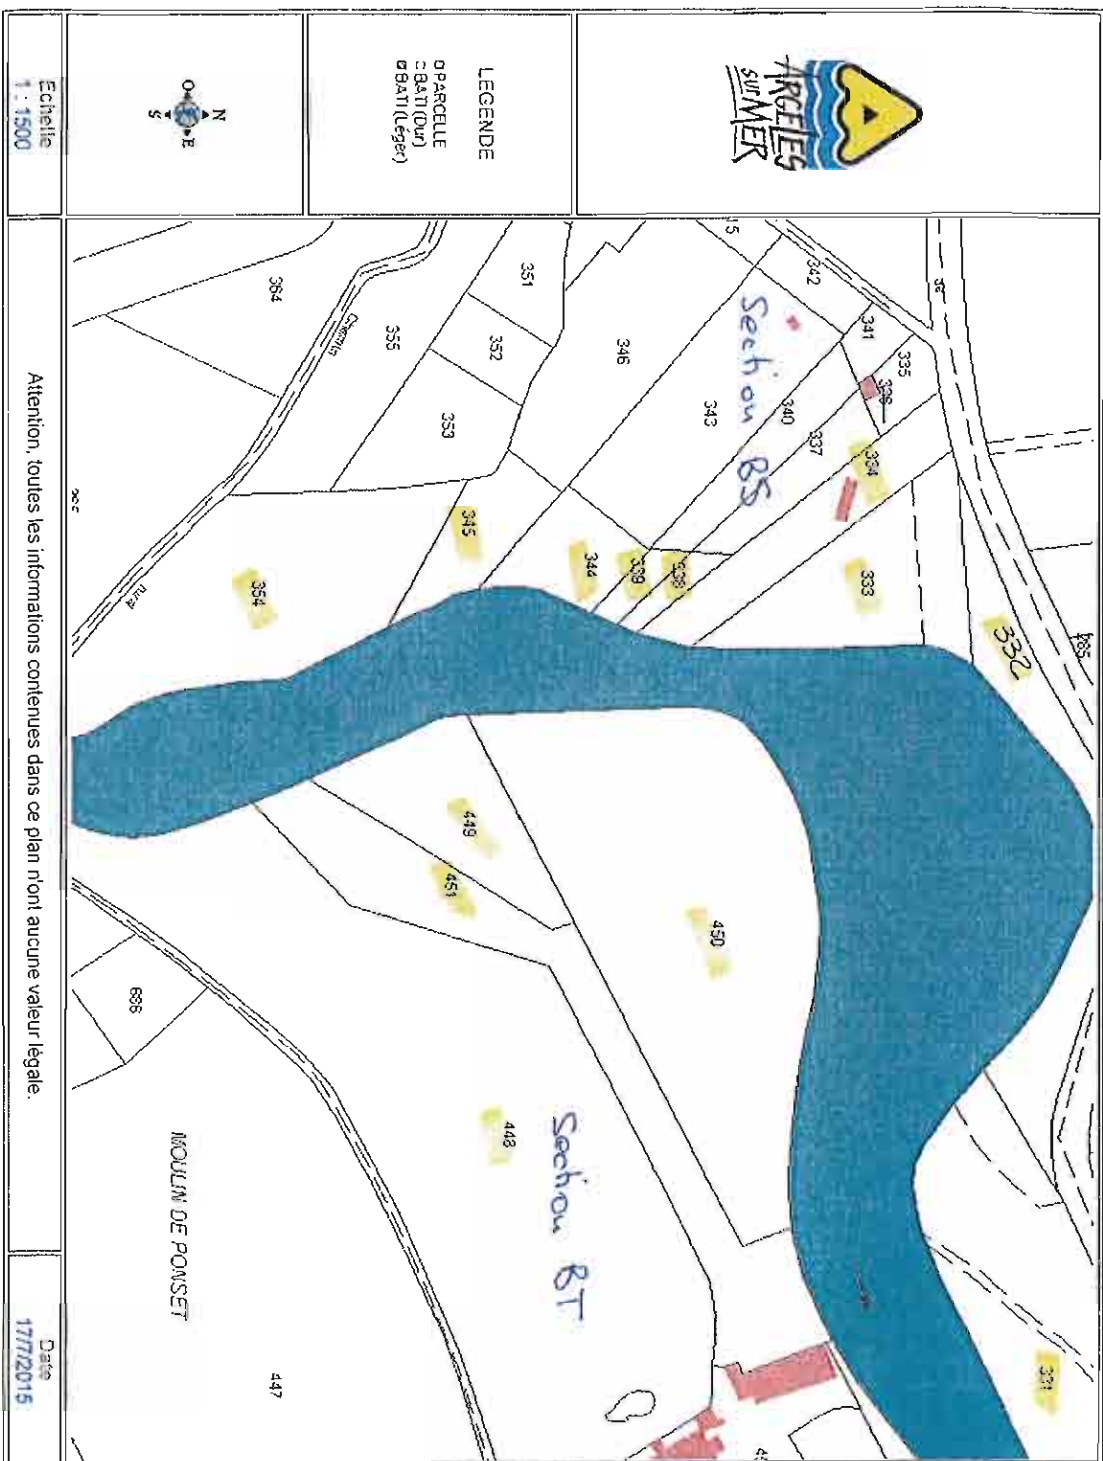 ARGELES
SUR MER
LEGENDE
PARCELLE
BATI (Dur)
BATI (Léger)
N
O E
S
Echelle
1 : 1500
342
341
335
336
334
333
332
Section BS
340
337
338
339
343
344
346
345
351
352
353
355
354
364
Chemin
rural
331
450
449
451
448
Section BT
686
MOULIN DE PONSET
447
Attention, toutes les informations contenues dans ce plan n'ont aucune valeur légale.
Date
17/7/2015